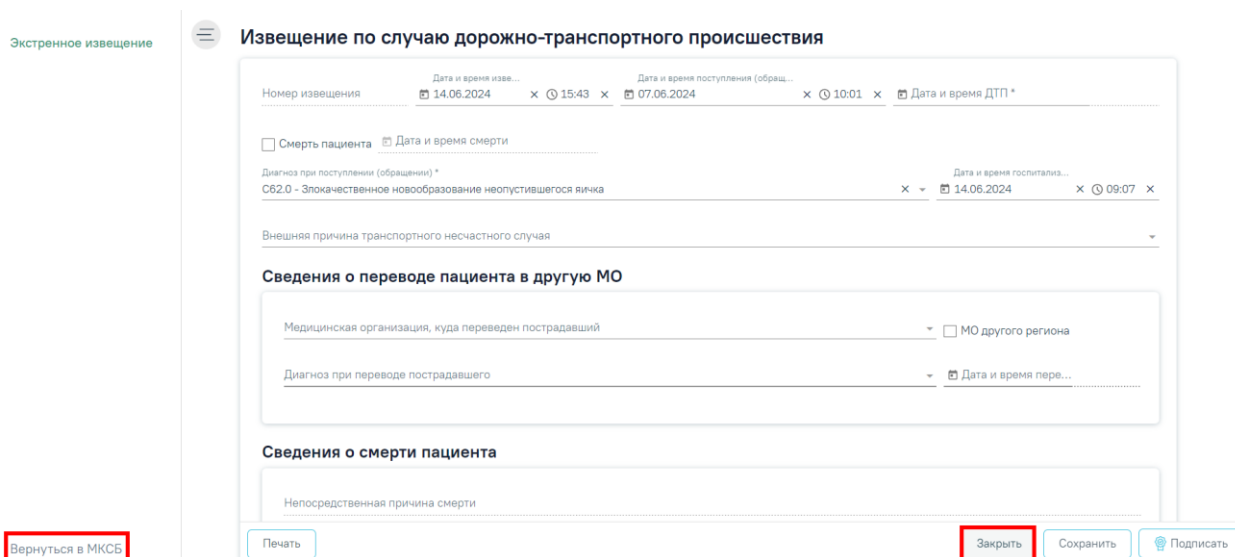 Экстренное извещение
Извещение по случаю дорожно-транспортного происшествия
Дата и время изве... Дата и время поступления (обращ...
Номер извещения 14.06.2024 15:43 07.06.2024 10:01 Дата и время ДТП *
Смерть пациента Дата и время смерти
Диагноз при поступлении (обращении) * Дата и время госпитализ...
C62.0 - Злокачественное новообразование неопустившегося яичка 14.06.2024 09:07
Внешняя причина транспортного несчастного случая
Сведения о переводе пациента в другую МО
Медицинская организация, куда переведен пострадавший МО другого региона
Диагноз при переводе пострадавшего Дата и время пере...
Сведения о смерти пациента
Непосредственная причина смерти
Вернуться в МКСБ Печать Закрыть Сохранить Подписать